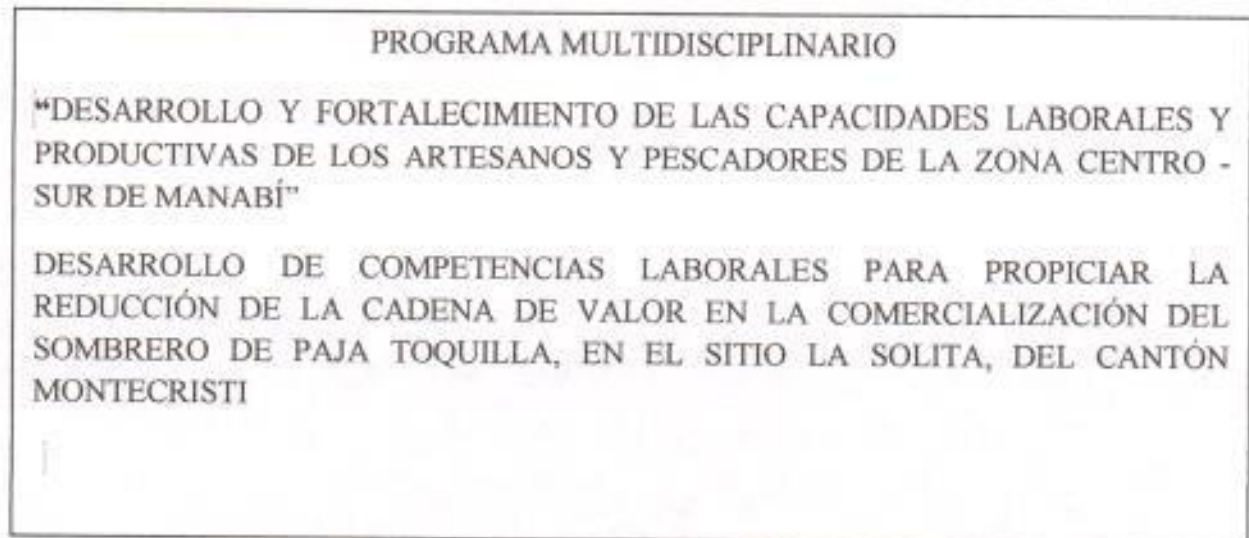 PROGRAMA MULTIDISCIPLINARIO
“DESARROLLO Y FORTALECIMIENTO DE LAS CAPACIDADES LABORALES Y
PRODUCTIVAS DE LOS ARTESANOS Y PESCADORES DE LA ZONA CENTRO -
SUR DE MANABÍ”
DESARROLLO DE COMPETENCIAS LABORALES PARA PROPICIAR LA
REDUCCIÓN DE LA CADENA DE VALOR EN LA COMERCIALIZACIÓN DEL
SOMBRERO DE PAJA TOQUILLA, EN EL SITIO LA SOLITA, DEL CANTÓN
MONTECRISTI